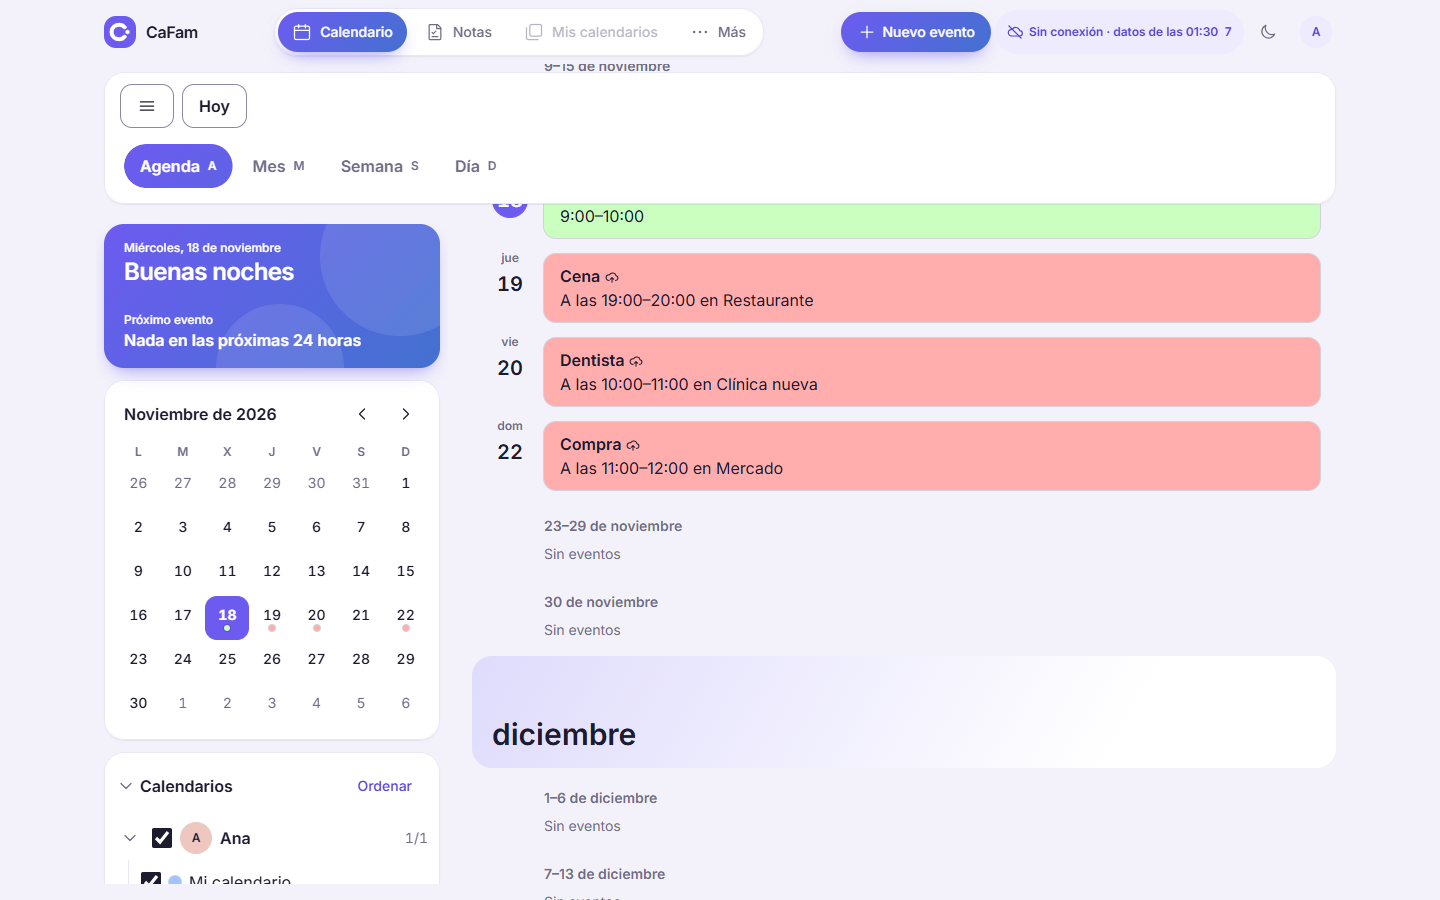 CaFam
Calendario
Notas
Mis calendarios
Más
Nuevo evento
Sin conexión · datos de las 01:30 7
A
9–15 de noviembre
Hoy
Agenda A
Mes M
Semana S
Día D
Miércoles, 18 de noviembre
Buenas noches
Próximo evento
Nada en las próximas 24 horas
Noviembre de 2026
L M X J V S D
26 27 28 29 30 31 1
2 3 4 5 6 7 8
9 10 11 12 13 14 15
16 17 18 19 20 21 22
23 24 25 26 27 28 29
30 1 2 3 4 5 6
Calendarios
Ordenar
A Ana 1/1
Mi calendario
9:00–10:00
jue
19
Cena
A las 19:00–20:00 en Restaurante
vie
20
Dentista
A las 10:00–11:00 en Clínica nueva
dom
22
Compra
A las 11:00–12:00 en Mercado
23–29 de noviembre
Sin eventos
30 de noviembre
Sin eventos
diciembre
1–6 de diciembre
Sin eventos
7–13 de diciembre